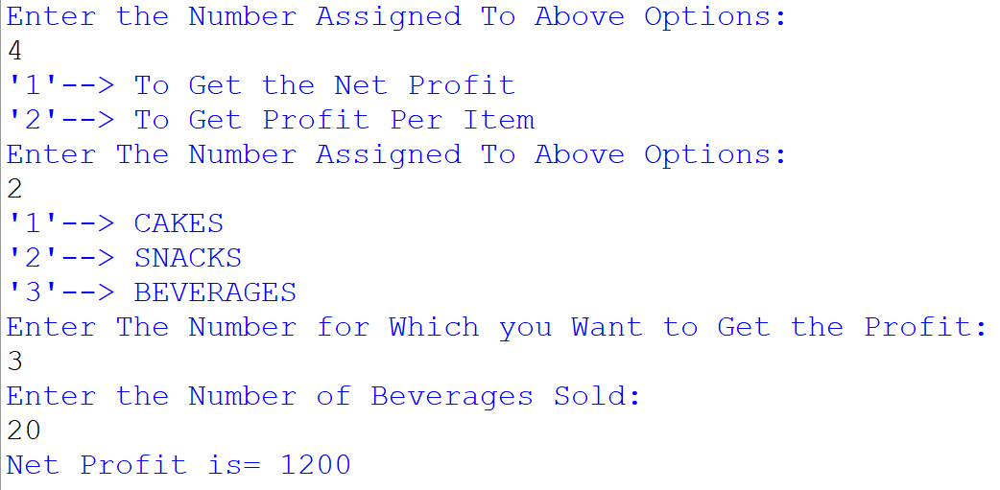 Enter the Number Assigned To Above Options:
4
'1'--> To Get the Net Profit
'2'--> To Get Profit Per Item
Enter The Number Assigned To Above Options:
2
'1'--> CAKES
'2'--> SNACKS
'3'--> BEVERAGES
Enter The Number for Which you Want to Get the Profit:
3
Enter the Number of Beverages Sold:
20
Net Profit is= 1200